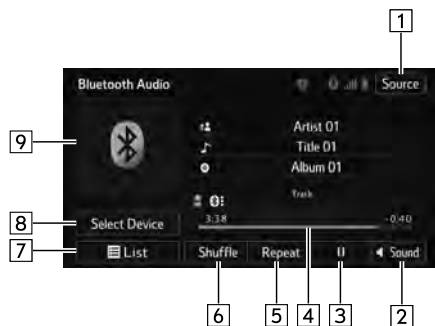 1
Bluetooth Audio
Source
Artist 01
9
Title 01
Album 01
Track
3:38
-0:40
8
Select Device
7
List
Shuffle
Repeat
Sound
6
5
4
3
2